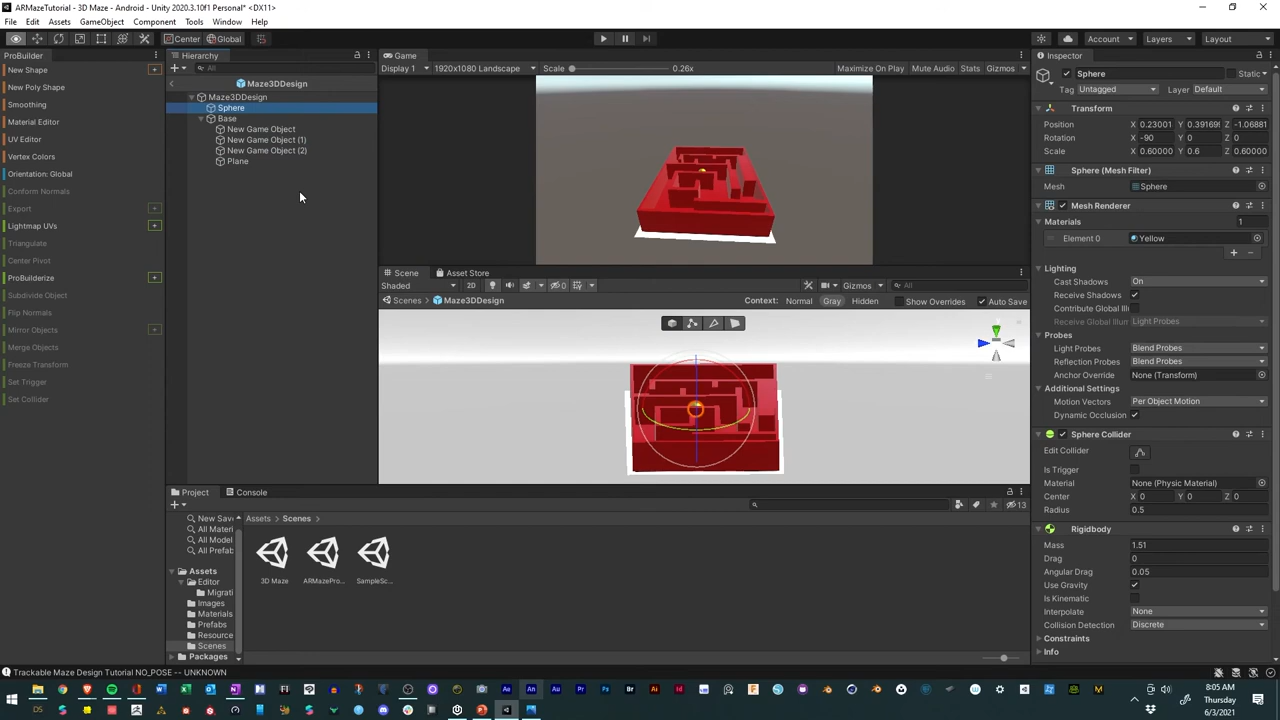 ARMazeTutorial - 3D Maze - Android - Unity 2020.3.10f1 Personal* <DX11>
File Edit Assets GameObject Component Tools Window Help
Center Global
Account Layers Layout
ProBuilder
New Shape
New Poly Shape
Smoothing
Material Editor
UV Editor
Vertex Colors
Orientation: Global
Conform Normals
Export
Lightmap UVs
Triangulate
Center Pivot
ProBuilderize
Subdivide Object
Flip Normals
Mirror Objects
Merge Objects
Freeze Transform
Set Trigger
Set Collider
Hierarchy
All
Maze3DDesign
Maze3DDesign
Sphere
Base
New Game Object
New Game Object (1)
New Game Object (2)
Plane
Game
Display 1 1920x1080 Landscape Scale 0.26x Maximize On Play Mute Audio Stats Gizmos
Scene Asset Store
Shaded 2D 0 Gizmos All
Scenes Maze3DDesign Context: Normal Gray Hidden Show Overrides Auto Save
Inspector
Sphere Static
Tag Untagged Layer Default
Transform
Position X 0.23001 Y 0.39169 Z -1.06881
Rotation X -90 Y 0 Z 0
Scale X 0.60000 Y 0.6 Z 0.60000
Sphere (Mesh Filter)
Mesh Sphere
Mesh Renderer
Materials 1
Element 0 Yellow
Lighting
Cast Shadows On
Receive Shadows
Contribute Global Illum
Receive Global Illum Light Probes
Probes
Light Probes Blend Probes
Reflection Probes Blend Probes
Anchor Override None (Transform)
Additional Settings
Motion Vectors Per Object Motion
Dynamic Occlusion
Sphere Collider
Edit Collider
Is Trigger
Material None (Physic Material)
Center X 0 Y 0 Z 0
Radius 0.5
Rigidbody
Mass 1.51
Drag 0
Angular Drag 0.05
Use Gravity
Is Kinematic
Interpolate None
Collision Detection Discrete
Constraints
Info
Project Console
13
New Save
All Materi
All Model
All Prefab
Assets
Editor
Migrati
Images
Materials
Prefabs
Resource
Scenes
Packages
Assets Scenes
3D Maze ARMazePro... SampleSc...
Trackable Maze Design Tutorial NO_POSE -- UNKNOWN
8:05 AM
Thursday
6/3/2021